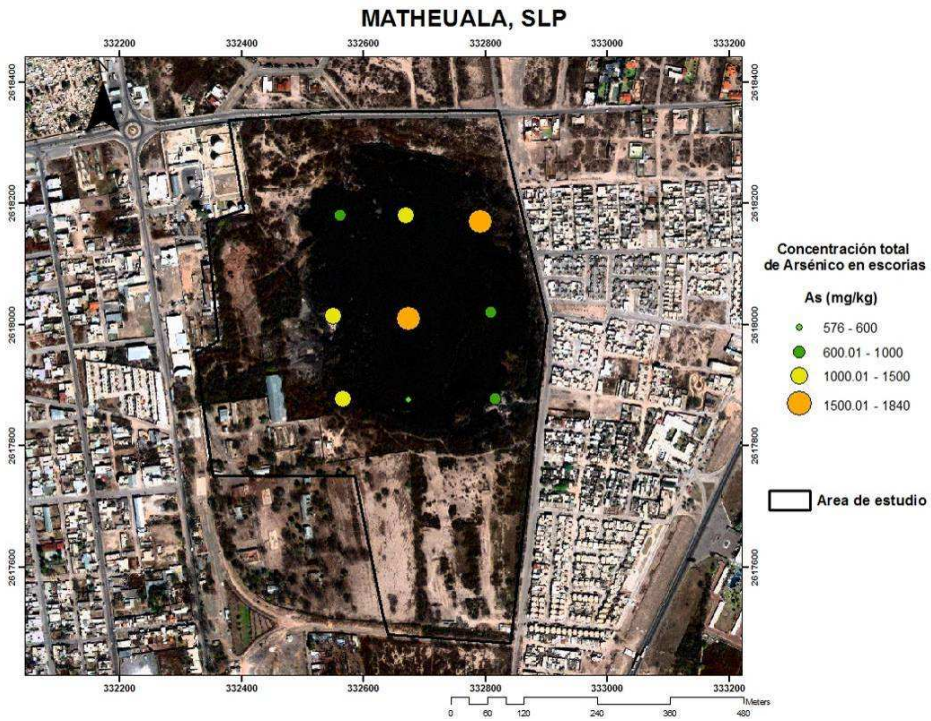 MATHEUALA, SLP
332200 332400 332600 332800 333000 333200
2618400 2618400
2618200 2618200
2618000 2618000
2617800 2617800
2617600 2617600
332200 332400 332600 332800 333000 333200
Concentración total
de Arsénico en escorias
As (mg/kg)
576 - 600
600.01 - 1000
1000.01 - 1500
1500.01 - 1840
Area de estudio
Meters
0 60 120 240 360 480